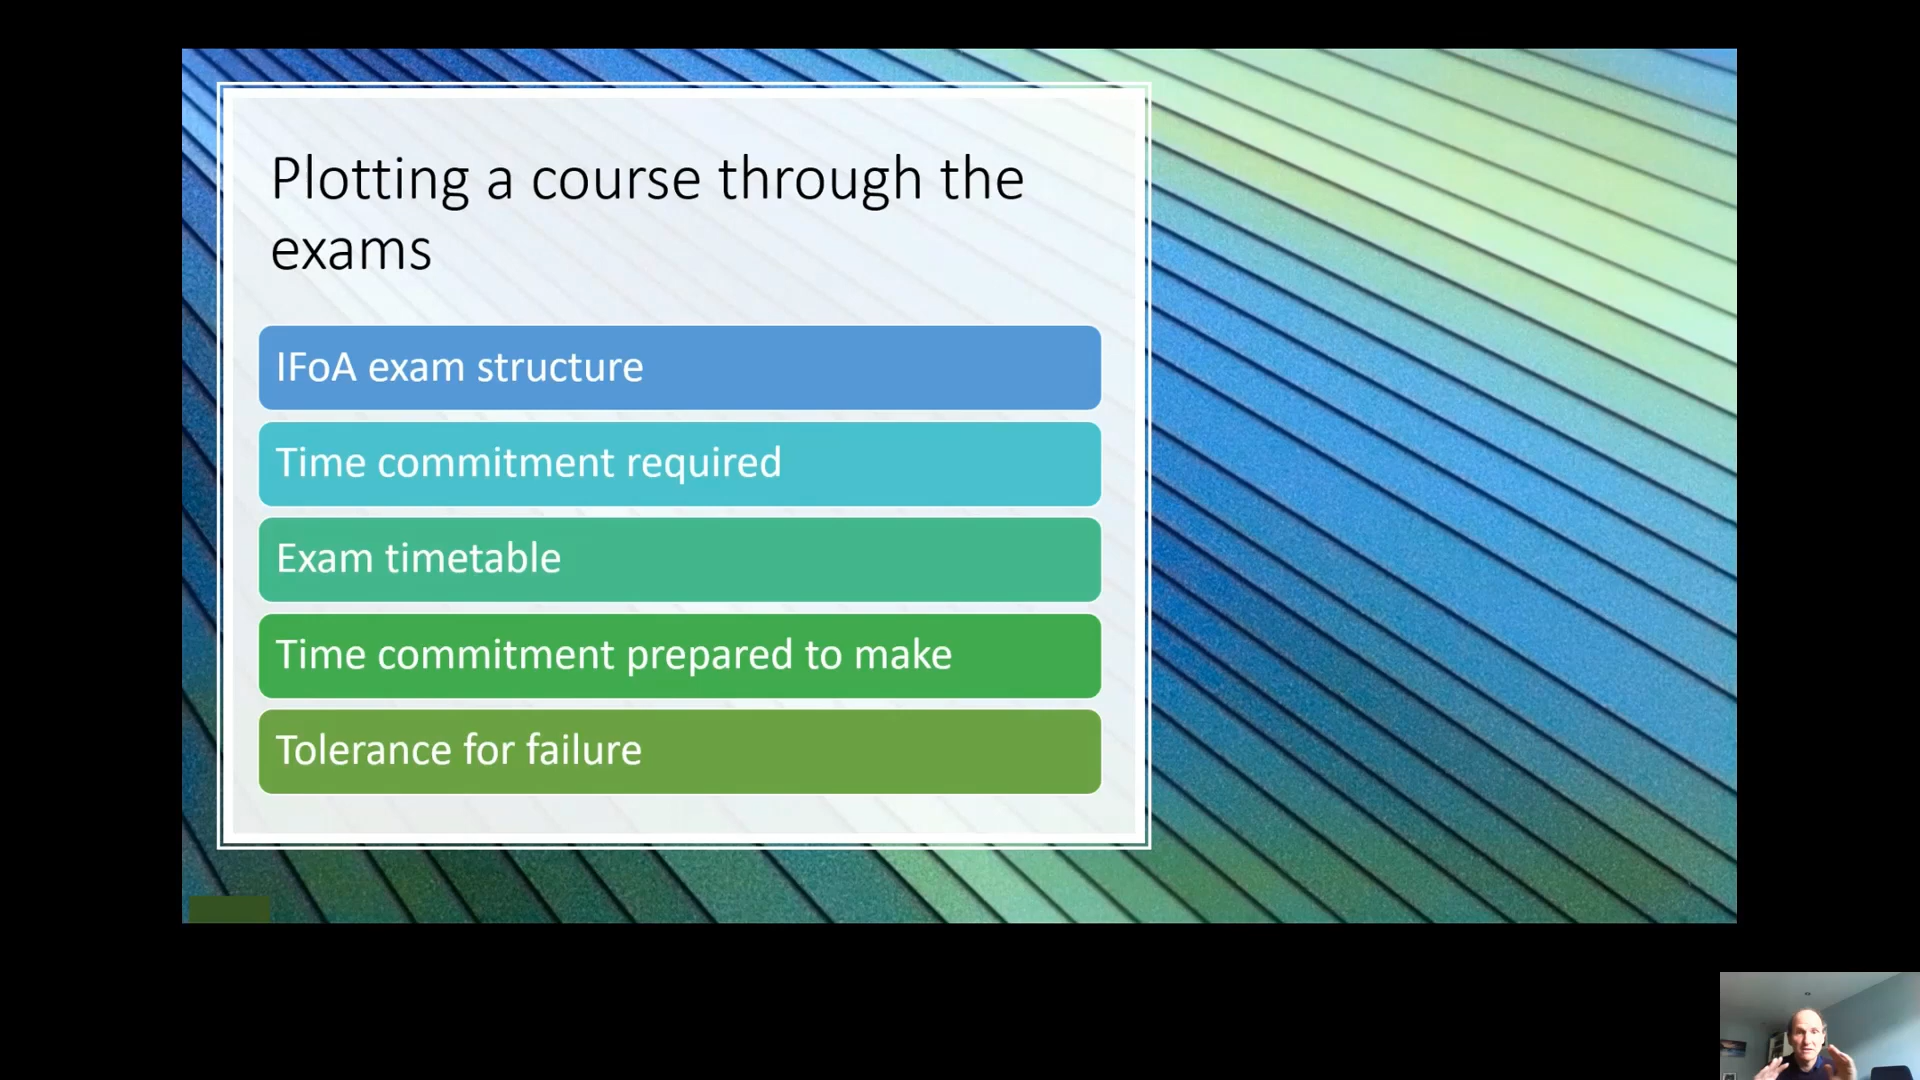 Plotting a course through the
exams
IFoA exam structure
Time commitment required
Exam timetable
Time commitment prepared to make
Tolerance for failure